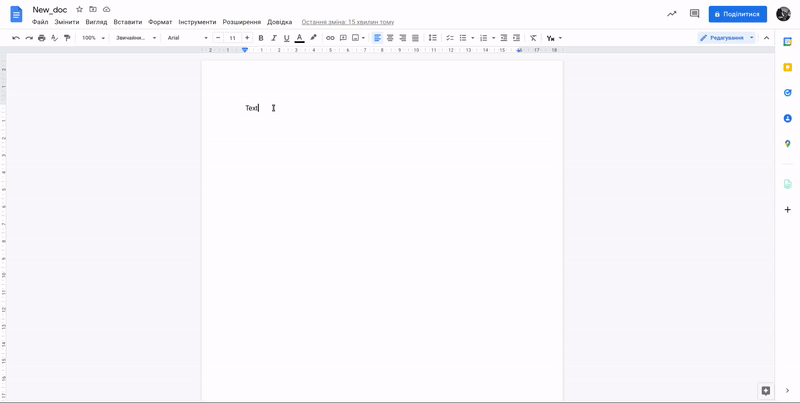 New_doc
Файл Змінити Вигляд Вставити Формат Інструменти Розширення Довідка Остання зміна: 15 хвилин тому
Поділитися
100% Звичайни... Arial 11 Редагування
2 1 1 2 3 4 5 6 7 8 9 10 11 12 13 14 15 16 17 18
Text